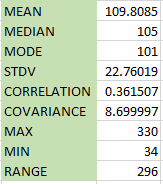 MEAN 109.8085
MEDIAN 105
MODE 101
STDV 22.76019
CORRELATION 0.361507
COVARIANCE 8.699997
MAX 330
MIN 34
RANGE 296